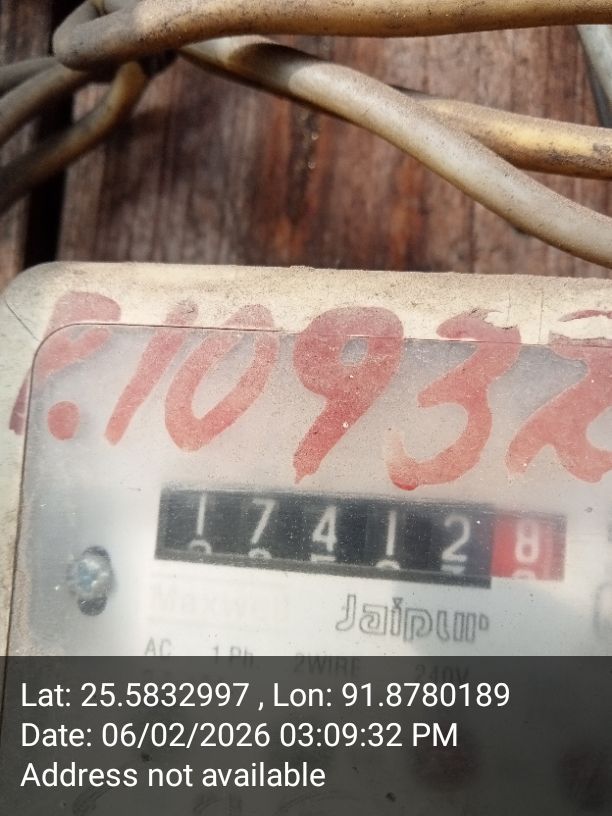 P.10932
174128
Jaipur
AC 1 Ph. 2WIRE 240V
Lat: 25.5832997 , Lon: 91.8780189
Date: 06/02/2026 03:09:32 PM
Address not available